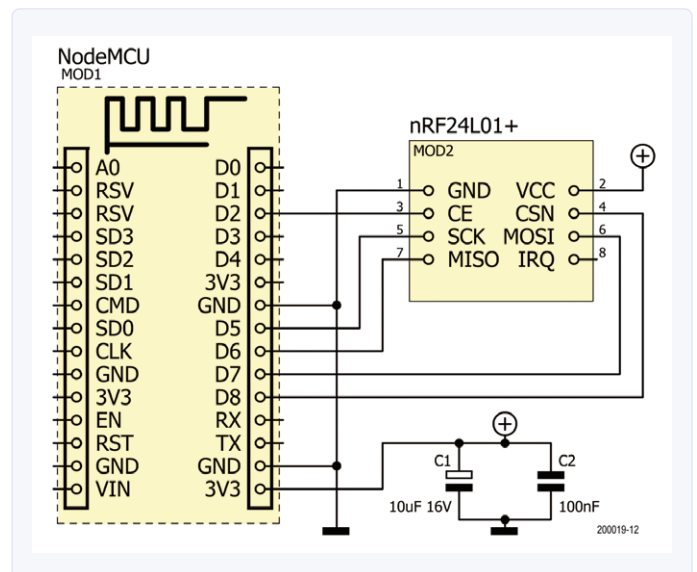 NodeMCU
MOD1
A0 D0
RSV D1
RSV D2
SD3 D3
SD2 D4
SD1 3V3
CMD GND
SD0 D5
CLK D6
GND D7
3V3 D8
EN RX
RST TX
GND GND
VIN 3V3
nRF24L01+
MOD2
1 GND VCC 2
3 CE CSN 4
5 SCK MOSI 6
7 MISO IRQ 8
C1 C2
10uF 16V 100nF
200019-12